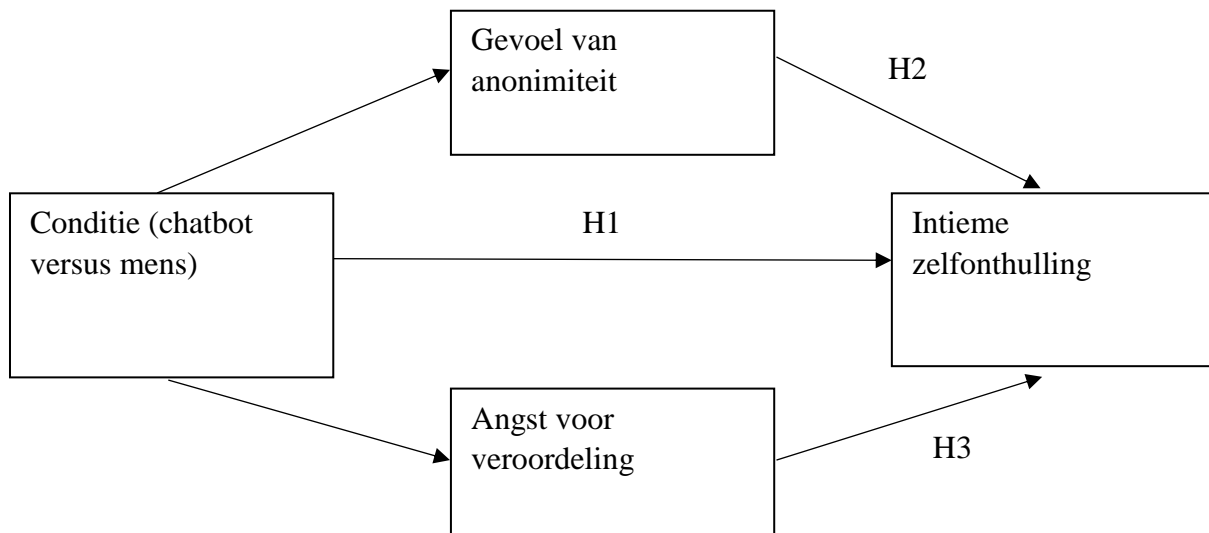 Gevoel van
anonimiteit
H2
Conditie (chatbot
versus mens)
H1
Intieme
zelfonthulling
Angst voor
veroordeling
H3